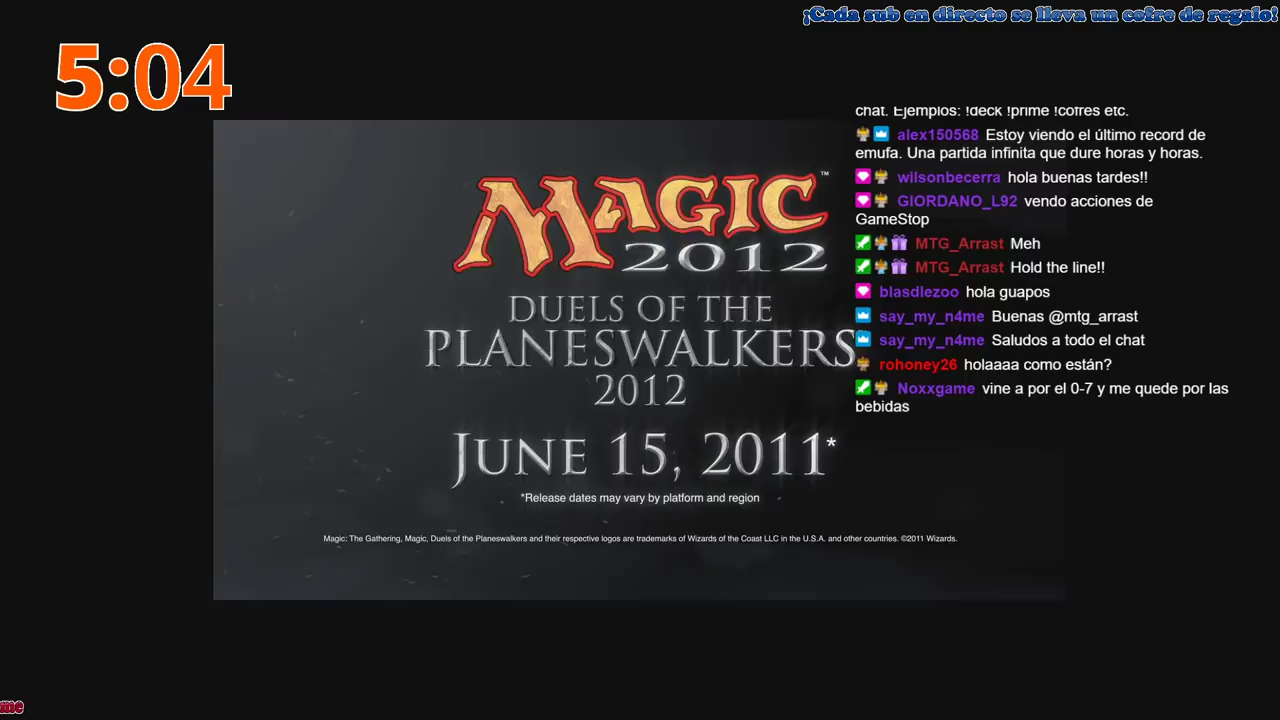 ¡Cada sub en directo se lleva un cofre de regalo!
5:04
chat. Ejemplos: !deck !prime !cofres etc.
alex150568 Estoy viendo el último record de
emufa. Una partida infinita que dure horas y horas.
wilsonbecerra hola buenas tardes!!
GIORDANO_L92 vendo acciones de
GameStop
MTG_Arrast Meh
MTG_Arrast Hold the line!!
blasdlezoo hola guapos
say_my_n4me Buenas @mtg_arrast
say_my_n4me Saludos a todo el chat
rohoney26 holaaaa como están?
Noxxgame vine a por el 0-7 y me quede por las
bebidas
MAGIC™
2012
DUELS OF THE
PLANESWALKERS
2012
JUNE 15, 2011*
*Release dates may vary by platform and region
Magic: The Gathering, Magic, Duels of the Planeswalkers and their respective logos are trademarks of Wizards of the Coast LLC in the U.S.A. and other countries. ©2011 Wizards.
me